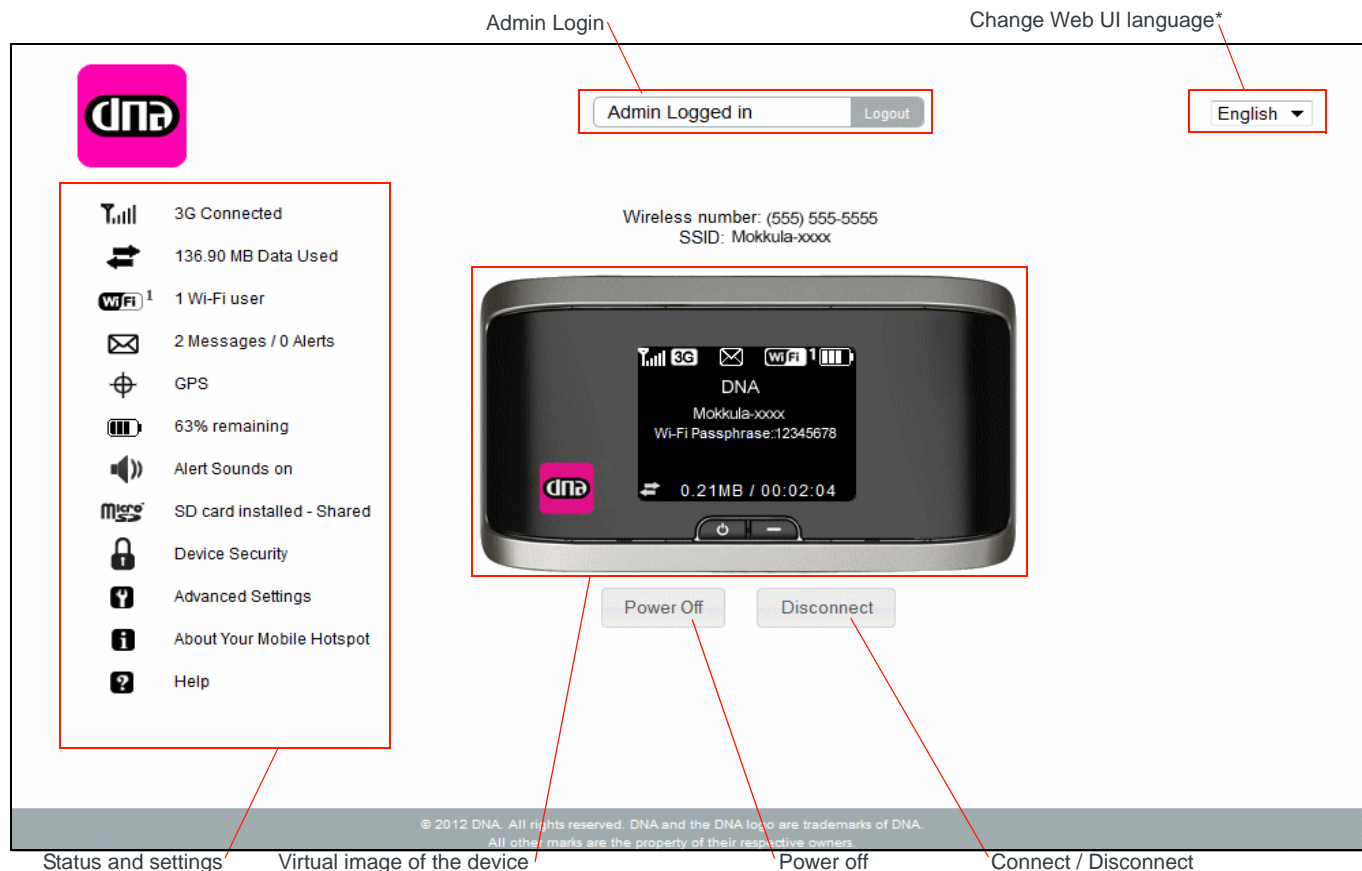 Admin Login
Change Web UI language*
dna
Admin Logged in
Logout
English
3G Connected
136.90 MB Data Used
WiFi 1
1 Wi-Fi user
2 Messages / 0 Alerts
GPS
63% remaining
Alert Sounds on
Micro SD
SD card installed - Shared
Device Security
Advanced Settings
i
About Your Mobile Hotspot
?
Help
Wireless number: (555) 555-5555
SSID: Mokkula-xxxx
3G WiFi 1
DNA
Mokkula-xxxx
Wi-Fi Passphrase::12345678
0.21MB / 00:02:04
dna
Power Off
Disconnect
© 2012 DNA. All rights reserved. DNA and the DNA logo are trademarks of DNA.
All other marks are the property of their respective owners.
Status and settings
Virtual image of the device
Power off
Connect / Disconnect